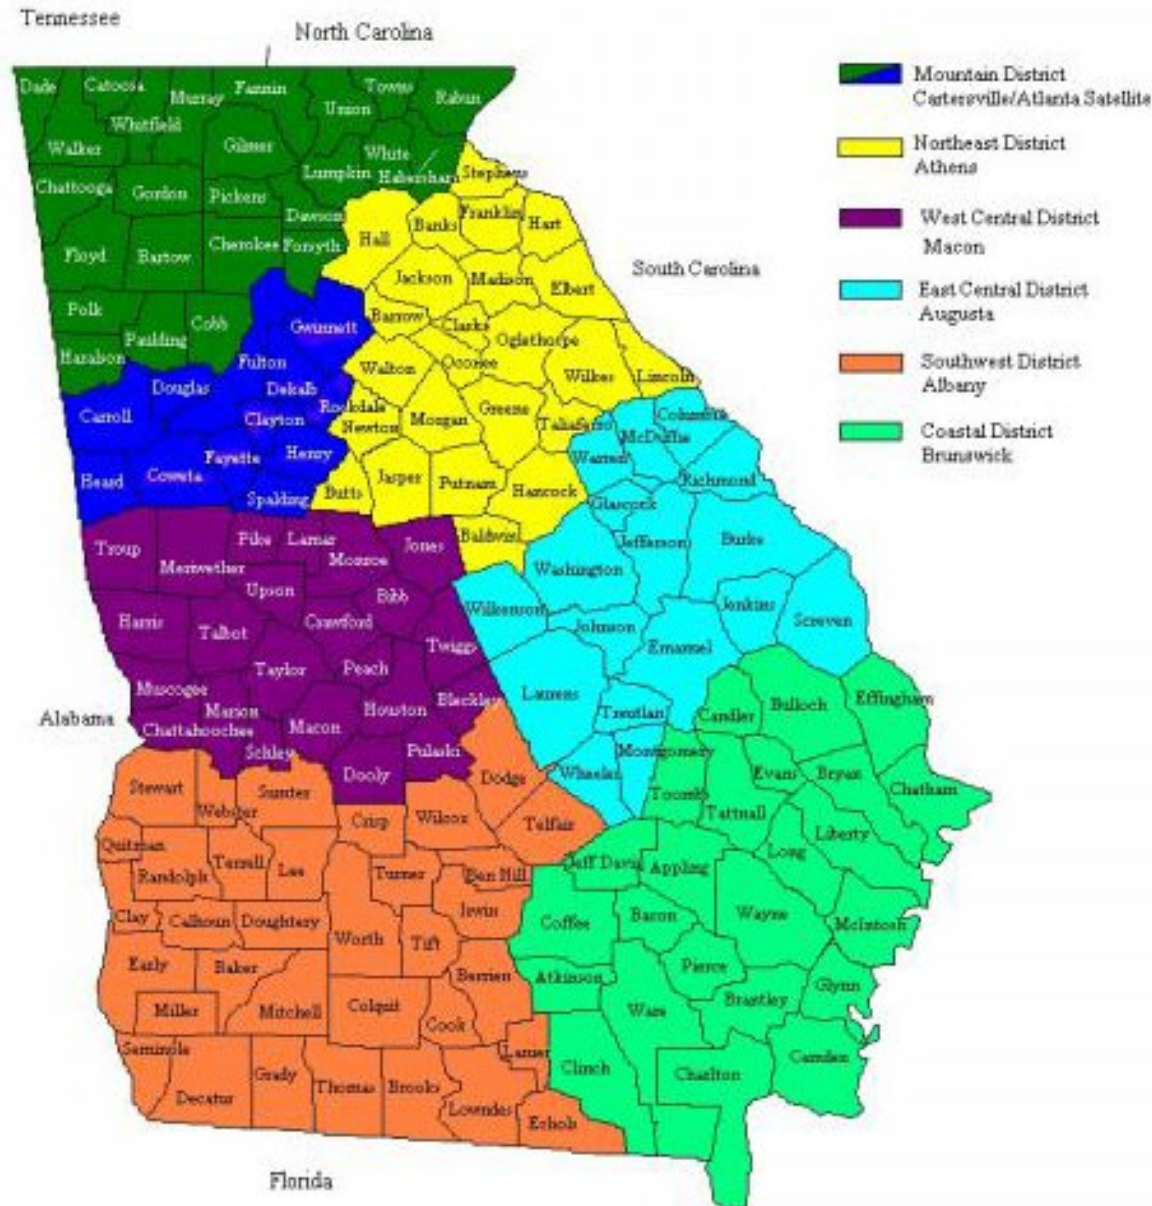 Tennessee
North Carolina
Dade
Catoosa
Murray
Fannin
Union
Towns
Rabun
Whitfield
Walker
Gilmer
White
Lumpkin
Habersham
Chattooga
Gordon
Pickens
Dawson
Floyd
Bartow
Cherokee
Forsyth
Polk
Paulding
Cobb
Haralson
Stephens
Hall
Banks
Franklin
Hart
Jackson
Madison
Elbert
Barrow
Clarke
Oglethorpe
Walton
Oconee
Wilkes
Lincoln
Newton
Morgan
Greene
Taliaferro
Butts
Jasper
Putnam
Hancock
Baldwin
Gwinnett
Fulton
Douglas
Dekalb
Rockdale
Carroll
Clayton
Heard
Coweta
Fayette
Henry
Spalding
Columbia
McDuffie
Warren
Richmond
Glascock
Jefferson
Burke
Washington
Wilkenson
Johnson
Jenkins
Screven
Emanuel
Laurens
Treutlan
Montgomery
Wheeler
Troup
Meriwether
Pike
Lamar
Monroe
Jones
Upson
Bibb
Harris
Talbot
Crawford
Twiggs
Taylor
Peach
Muscogee
Marion
Houston
Bleckley
Chattahoochee
Macon
Schley
Dooly
Pulaski
Alabama
Stewart
Webster
Sumter
Crisp
Wilcox
Dodge
Telfair
Quitman
Randolph
Terrell
Lee
Turner
Ben Hill
Clay
Calhoun
Doughtery
Worth
Tift
Irwin
Early
Baker
Mitchell
Miller
Colquit
Cook
Berrien
Lanier
Seminole
Decatur
Grady
Thomas
Brooks
Lowndes
Echols
Candler
Bulloch
Effingham
Toombs
Tattnall
Evans
Bryan
Chatham
Long
Liberty
Jeff Davis
Appling
Coffee
Bacon
Wayne
McIntosh
Atkinson
Pierce
Ware
Brantley
Glynn
Clinch
Charlton
Camden
Florida
South Carolina
Mountain District
Cartersville/Atlanta Satellite
Northeast District
Athens
West Central District
Macon
East Central District
Augusta
Southwest District
Albany
Coastal District
Brunswick